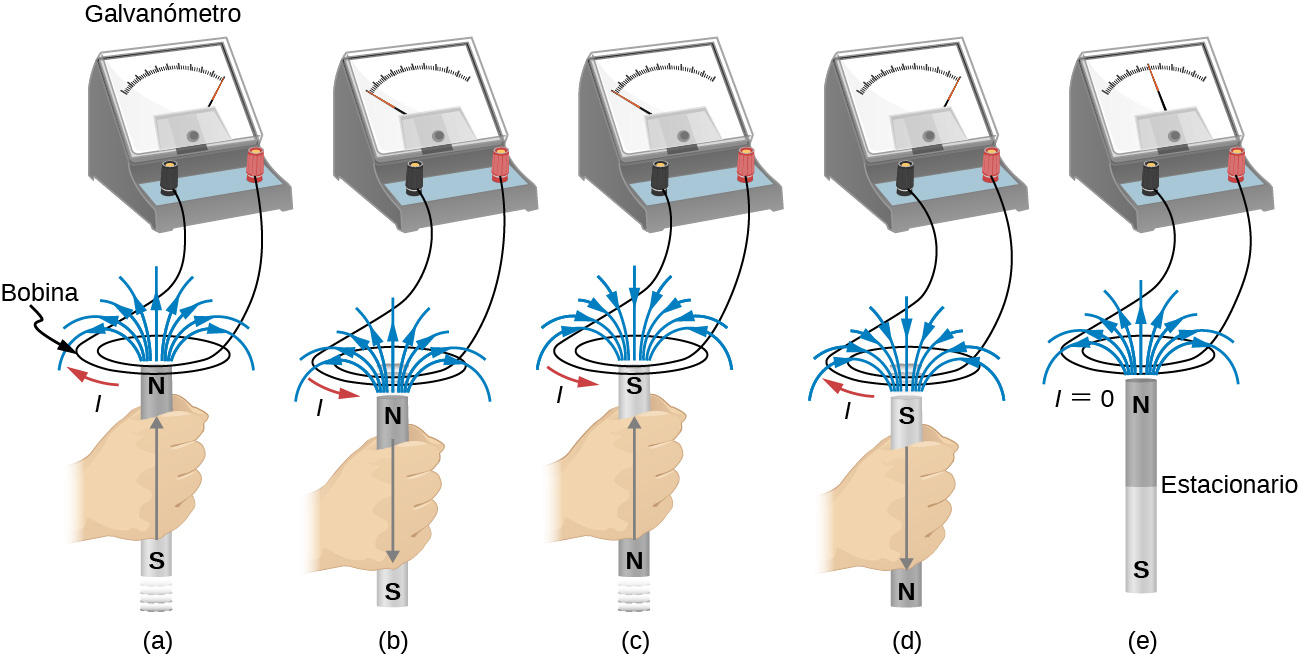 Galvanómetro
Bobina
I
N
S
(a)
I
N
S
(b)
I
S
N
(c)
I
S
N
(d)
I = 0
N
Estacionario
S
(e)